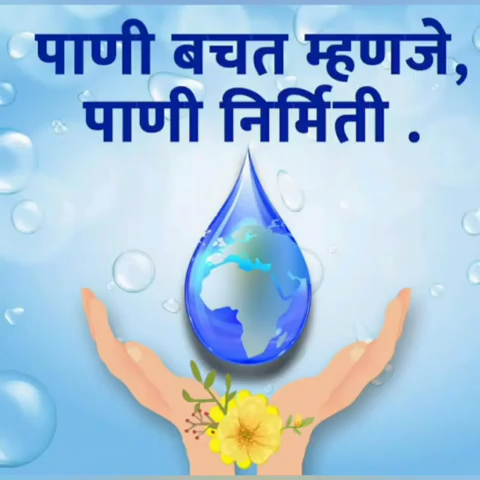 पाणी बचत म्हणजे,
पाणी निर्मिती .